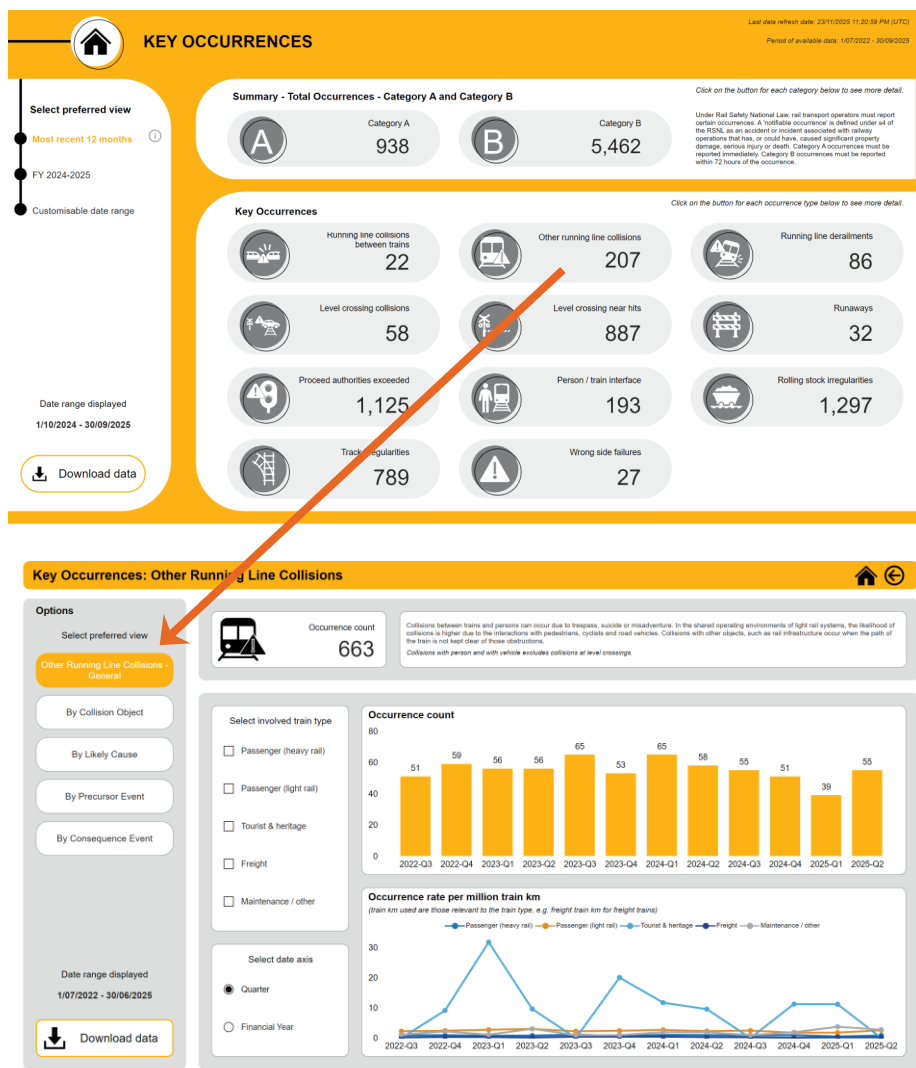 Last data refresh date: 23/11/2025 11:20:59 PM (UTC)
KEY OCCURRENCES
Period of available data: 1/07/2022 - 30/09/2025
Select preferred view
Most recent 12 months
FY 2024-2025
Customisable date range
Date range displayed
1/10/2024 - 30/09/2025
Download data
Summary - Total Occurrences - Category A and Category B
Click on the button for each category below to see more detail.
A
Category A
938
B
Category B
5,462
Under Rail Safety National Law, rail transport operators must report
certain occurrences. A 'notifiable occurrence' is defined under s4 of
the RSNL as an accident or incident associated with railway
operations that has, or could have, caused significant property
damage, serious injury or death. Category A occurrences must be
reported immediately. Category B occurrences must be reported
within 72 hours of the occurrence.
Key Occurrences
Click on the button for each occurrence type below to see more detail.
Running line collisions
between trains
22
Other running line collisions
207
Running line derailments
86
Level crossing collisions
58
Level crossing near hits
887
Runaways
32
Proceed authorities exceeded
1,125
Person / train interface
193
Rolling stock irregularities
1,297
Track irregularities
789
Wrong side failures
27
Key Occurrences: Other Running Line Collisions
Options
Select preferred view
Other Running Line Collisions -
General
By Collision Object
By Likely Cause
By Precursor Event
By Consequence Event
Date range displayed
1/07/2022 - 30/06/2025
Download data
Occurrence count
663
Collisions between trains and persons can occur due to trespass, suicide or misadventure. In the shared operating environments of light rail systems, the likelihood of
collisions is higher due to the interactions with pedestrians, cyclists and road vehicles. Collisions with other objects, such as rail infrastructure occur when the path of
the train is not kept clear of those obstructions.
Collisions with person and with vehicle excludes collisions at level crossings.
Select involved train type
Passenger (heavy rail)
Passenger (light rail)
Tourist & heritage
Freight
Maintenance / other
Select date axis
Quarter
Financial Year
Occurrence count
80
60
40
20
0
51 59 56 56 65 53 65 58 55 51 39 55
2022-Q3 2022-Q4 2023-Q1 2023-Q2 2023-Q3 2023-Q4 2024-Q1 2024-Q2 2024-Q3 2024-Q4 2025-Q1 2025-Q2
Occurrence rate per million train km
(train km used are those relevant to the train type, e.g. freight train km for freight trains)
Passenger (heavy rail) Passenger (light rail) Tourist & heritage Freight Maintenance / other
30
20
10
0
2022-Q3 2022-Q4 2023-Q1 2023-Q2 2023-Q3 2023-Q4 2024-Q1 2024-Q2 2024-Q3 2024-Q4 2025-Q1 2025-Q2